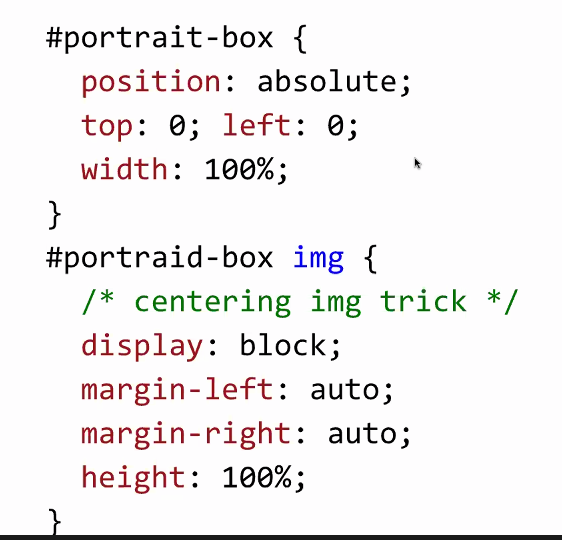 #portrait-box {
  position: absolute;
  top: 0; left: 0;
  width: 100%;
}
#portraid-box img {
  /* centering img trick */
  display: block;
  margin-left: auto;
  margin-right: auto;
  height: 100%;
}